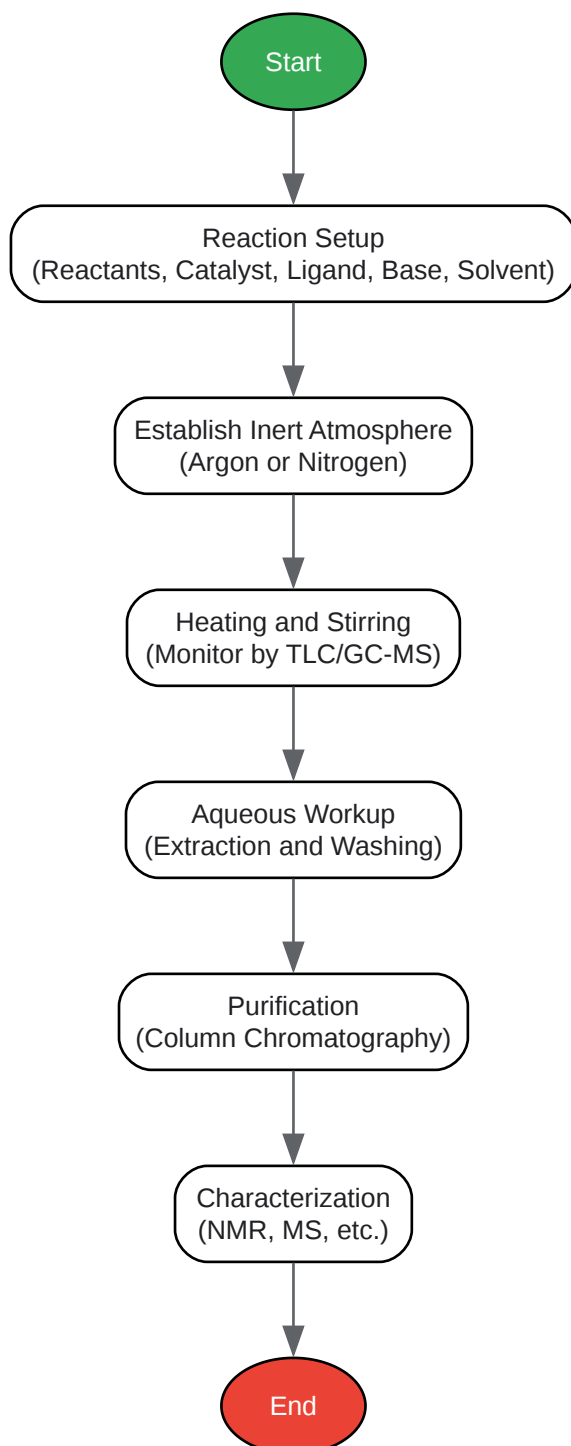 Start
Reaction Setup
(Reactants, Catalyst, Ligand, Base, Solvent)
Establish Inert Atmosphere
(Argon or Nitrogen)
Heating and Stirring
(Monitor by TLC/GC-MS)
Aqueous Workup
(Extraction and Washing)
Purification
(Column Chromatography)
Characterization
(NMR, MS, etc.)
End